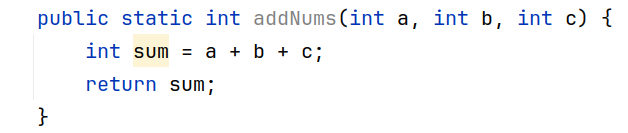 public static int addNums(int a, int b, int c) {
    int sum = a + b + c;
    return sum;
}